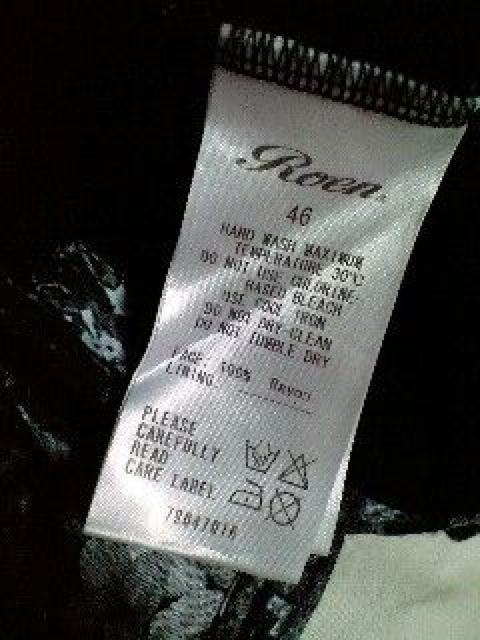 Roen
46
HAND WASH MAXIMUM
TEMPERATURE 30°C
DO NOT USE CHLORINE-
BASED BLEACH
USE COOL IRON
DO NOT DRY CLEAN
DO NOT TUMBLE DRY
FACE 100% Rayon
LINING
PLEASE
CAREFULLY
READ
CARE LABEL